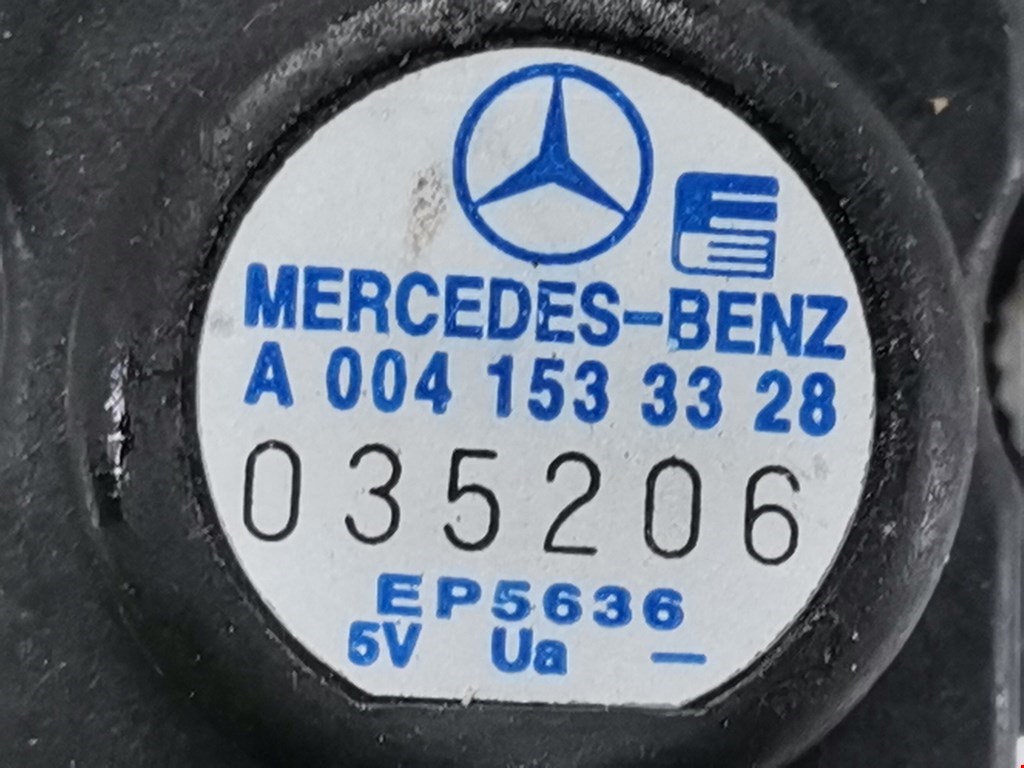 MERCEDES-BENZ
A 004 153 33 28
035206
EP5636
5V Ua —